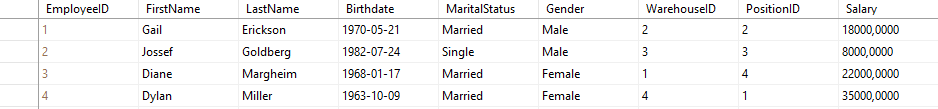 EmployeeID FirstName LastName Birthdate MaritalStatus Gender WarehouseID PositionID Salary
1 Gail Erickson 1970-05-21 Married Male 2 2 18000,0000
2 Jossef Goldberg 1982-07-24 Single Male 3 3 8000,0000
3 Diane Margheim 1968-01-17 Married Female 1 4 22000,0000
4 Dylan Miller 1963-10-09 Married Female 4 1 35000,0000